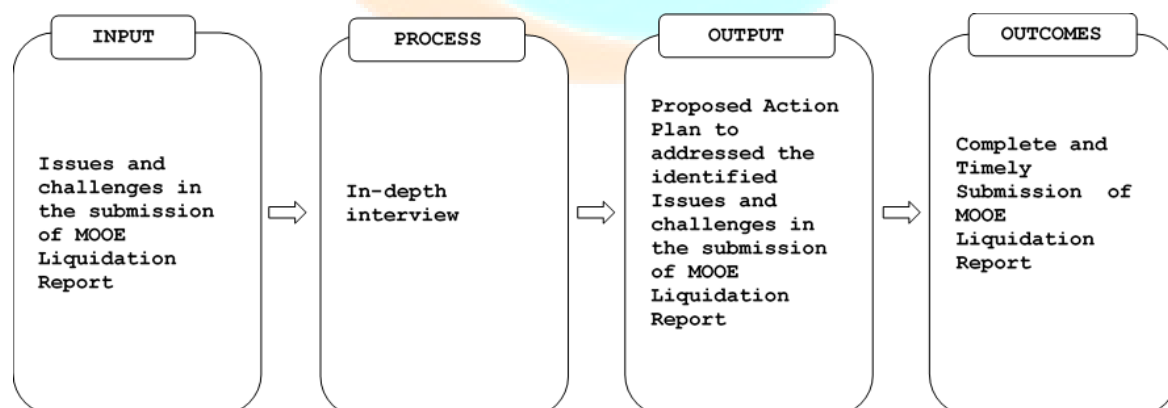 INPUT
Issues and
challenges in
the submission
of MOOE
Liquidation
Report
PROCESS
In-depth
interview
OUTPUT
Proposed Action
Plan to
addressed the
identified
Issues and
challenges in
the submission
of MOOE
Liquidation
Report
OUTCOMES
Complete and
Timely
Submission of
MOOE
Liquidation
Report